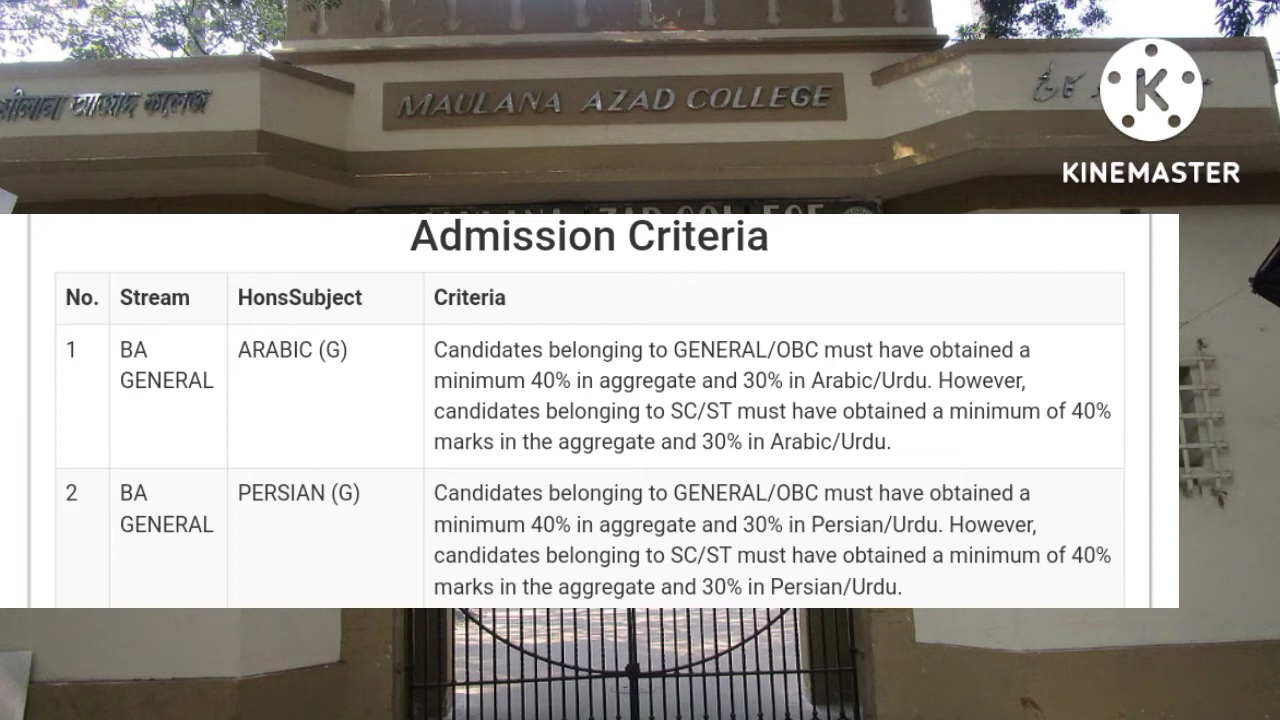 मौलाना आज़াদ কলেজ
MAULANA AZAD COLLEGE
K
KINEMASTER
Admission Criteria
No. Stream HonsSubject Criteria
1 BA GENERAL ARABIC (G) Candidates belonging to GENERAL/OBC must have obtained a
minimum 40% in aggregate and 30% in Arabic/Urdu. However,
candidates belonging to SC/ST must have obtained a minimum of 40%
marks in the aggregate and 30% in Arabic/Urdu.
2 BA GENERAL PERSIAN (G) Candidates belonging to GENERAL/OBC must have obtained a
minimum 40% in aggregate and 30% in Persian/Urdu. However,
candidates belonging to SC/ST must have obtained a minimum of 40%
marks in the aggregate and 30% in Persian/Urdu.